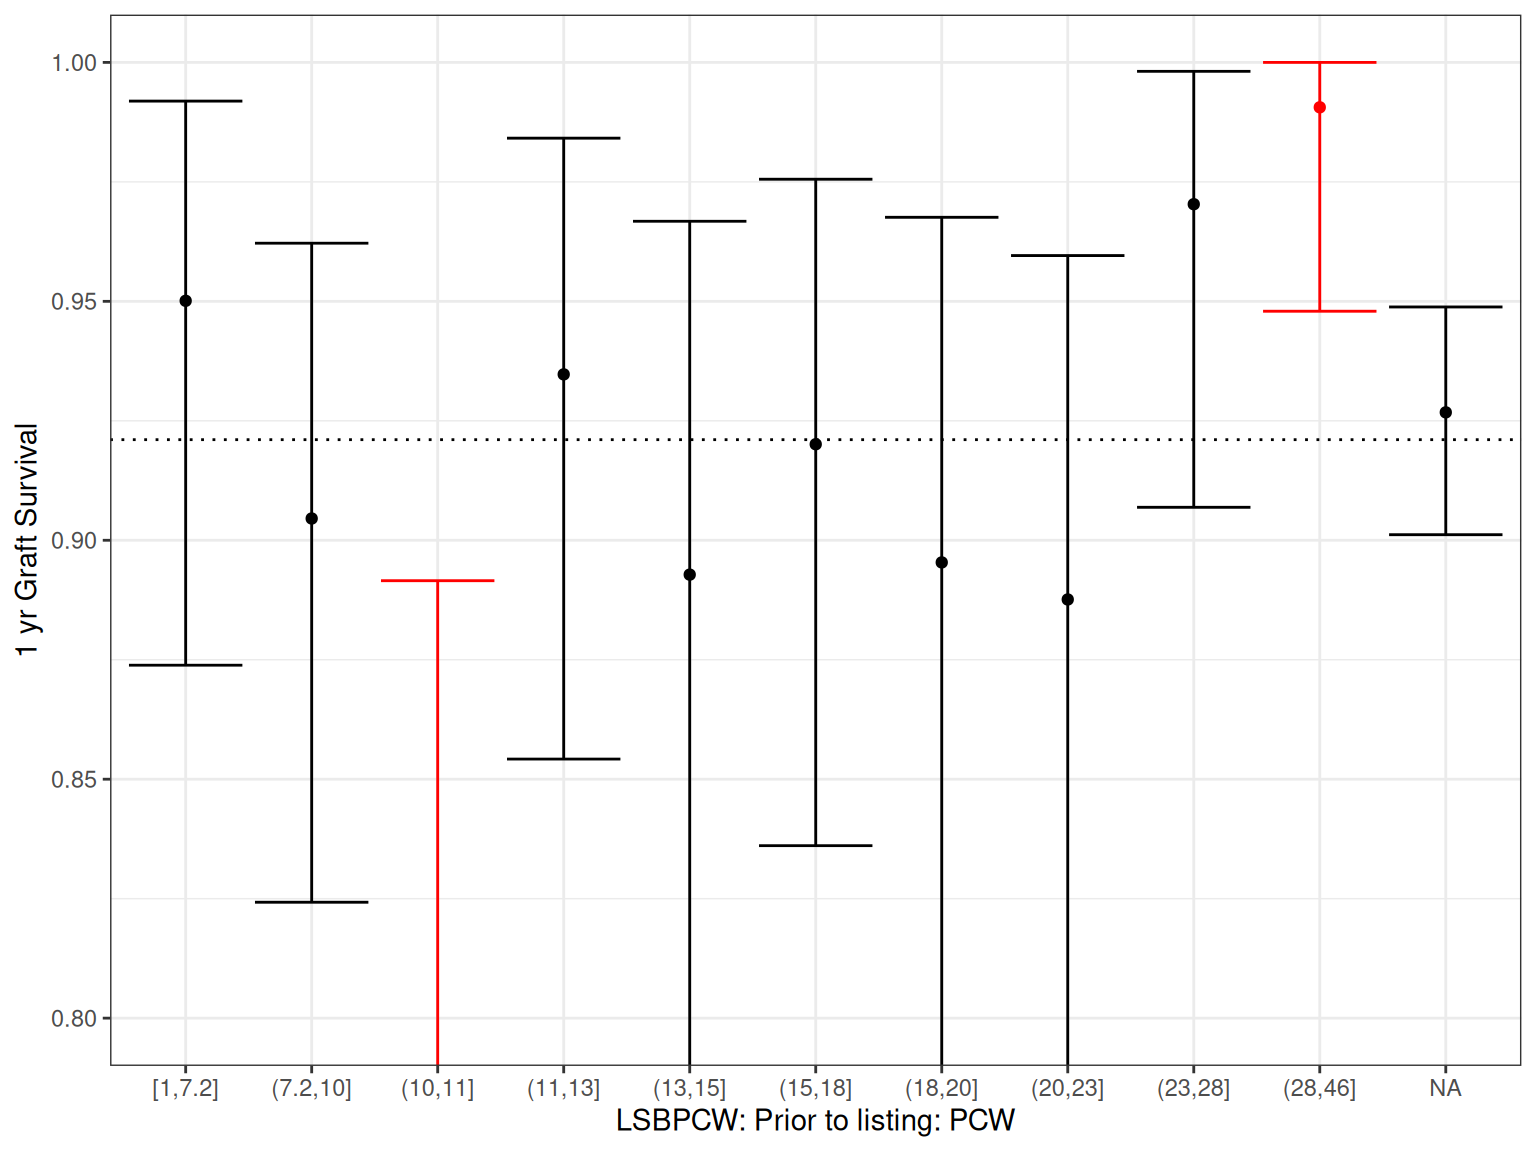 1.00
0.95
0.90
0.85
0.80
1 yr Graft Survival
[1,7.2] (7.2,10] (10,11] (11,13] (13,15] (15,18] (18,20] (20,23] (23,28] (28,46] NA
LSBPCW: Prior to listing: PCW